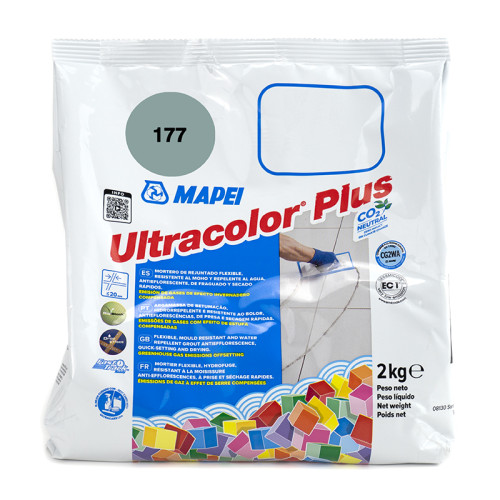 177
INFO
MAPEI
Ultracolor® Plus
CO2
NEUTRAL
ES MORTERO DE REJUNTADO FLEXIBLE,
RESISTENTE AL MOHO Y REPELENTE AL AGUA,
ANTIEFLORESCENTE, DE FRAGUADO Y SECADO
RÁPIDOS.
EMISIÓN DE GASES DE EFECTO INVERNADERO
COMPENSADA
PT ARGAMASSA DE BETUMAÇÃO,
HIDRORREPELENTE E RESISTENTE AO BOLOR,
ANTIEFLORESCÊNCIAS, DE PRESA E SECAGEM RÁPIDAS.
EMISSÕES DE GASES COM EFEITO DE ESTUFA
COMPENSADAS
GB FLEXIBLE, MOULD RESISTANT AND WATER
REPELLENT GROUT ANTIEFFLORESCENCE,
QUICK-SETTING AND DRYING.
GREENHOUSE GAS EMISSIONS OFFSETTING
FR MORTIER FLEXIBLE, HYDROFUGE,
RÉSISTANT À LA MOISISSURE
ANTI-EFFLORESCENCES, À PRISE ET SÉCHAGE RAPIDES.
ÉMISSIONS DE GAZ À EFFET DE SERRE COMPENSÉES
≤20 mm
CG2WA
EC1
2kg e
Peso neto
Peso líquido
Net weight
Poids net